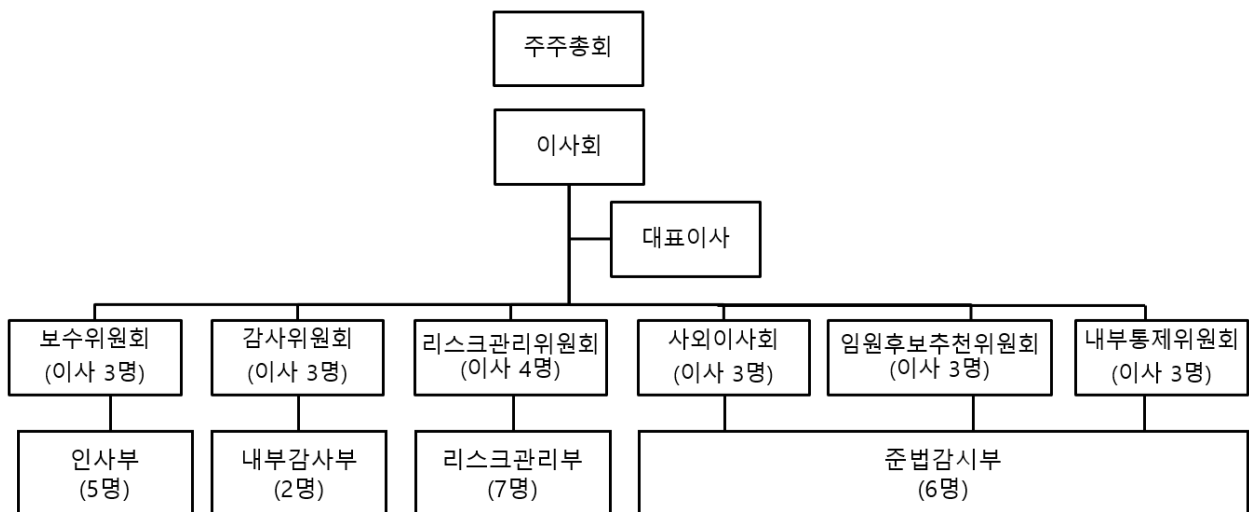 주주총회
이사회
대표이사
보수위원회
(이사 3명)
감사위원회
(이사 3명)
리스크관리위원회
(이사 4명)
사외이사회
(이사 3명)
임원후보추천위원회
(이사 3명)
내부통제위원회
(이사 3명)
인사부
(5명)
내부감사부
(2명)
리스크관리부
(7명)
준법감시부
(6명)